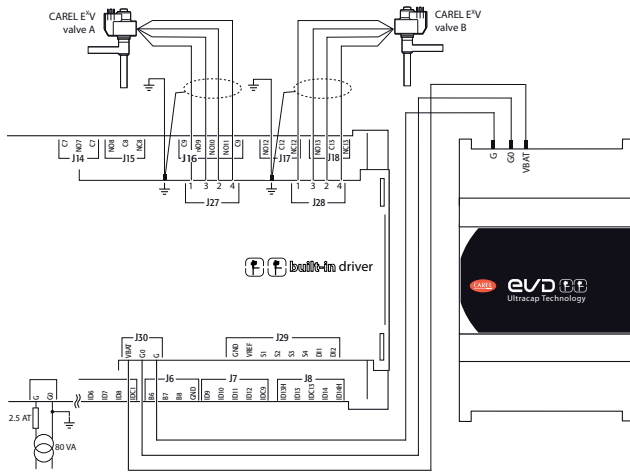 CAREL EXV
valve A
CAREL EXV
valve B
C7
NO7
C7
J14
NO8
C8
NC8
J15
C9
NO9
NO10
NO11
C9
J16
NO12
C12
NC12
J17
NO13
C13
NC13
J18
1 3 2 4
J27
1 3 2 4
J28
G
G0
VBAT
built-in driver
CAREL
evd
Ultracap Technology
J30
VBAT
G0
G
J29
GND
VREF
S1
S2
S3
S4
DI1
DI2
G
G0
ID6
ID7
ID8
IDC1
J6
B6
B7
B8
GND
J7
ID9
ID10
ID11
ID12
IDC9
J8
ID13H
ID13
IDC13
ID14
ID14H
2.5 AT
80 VA